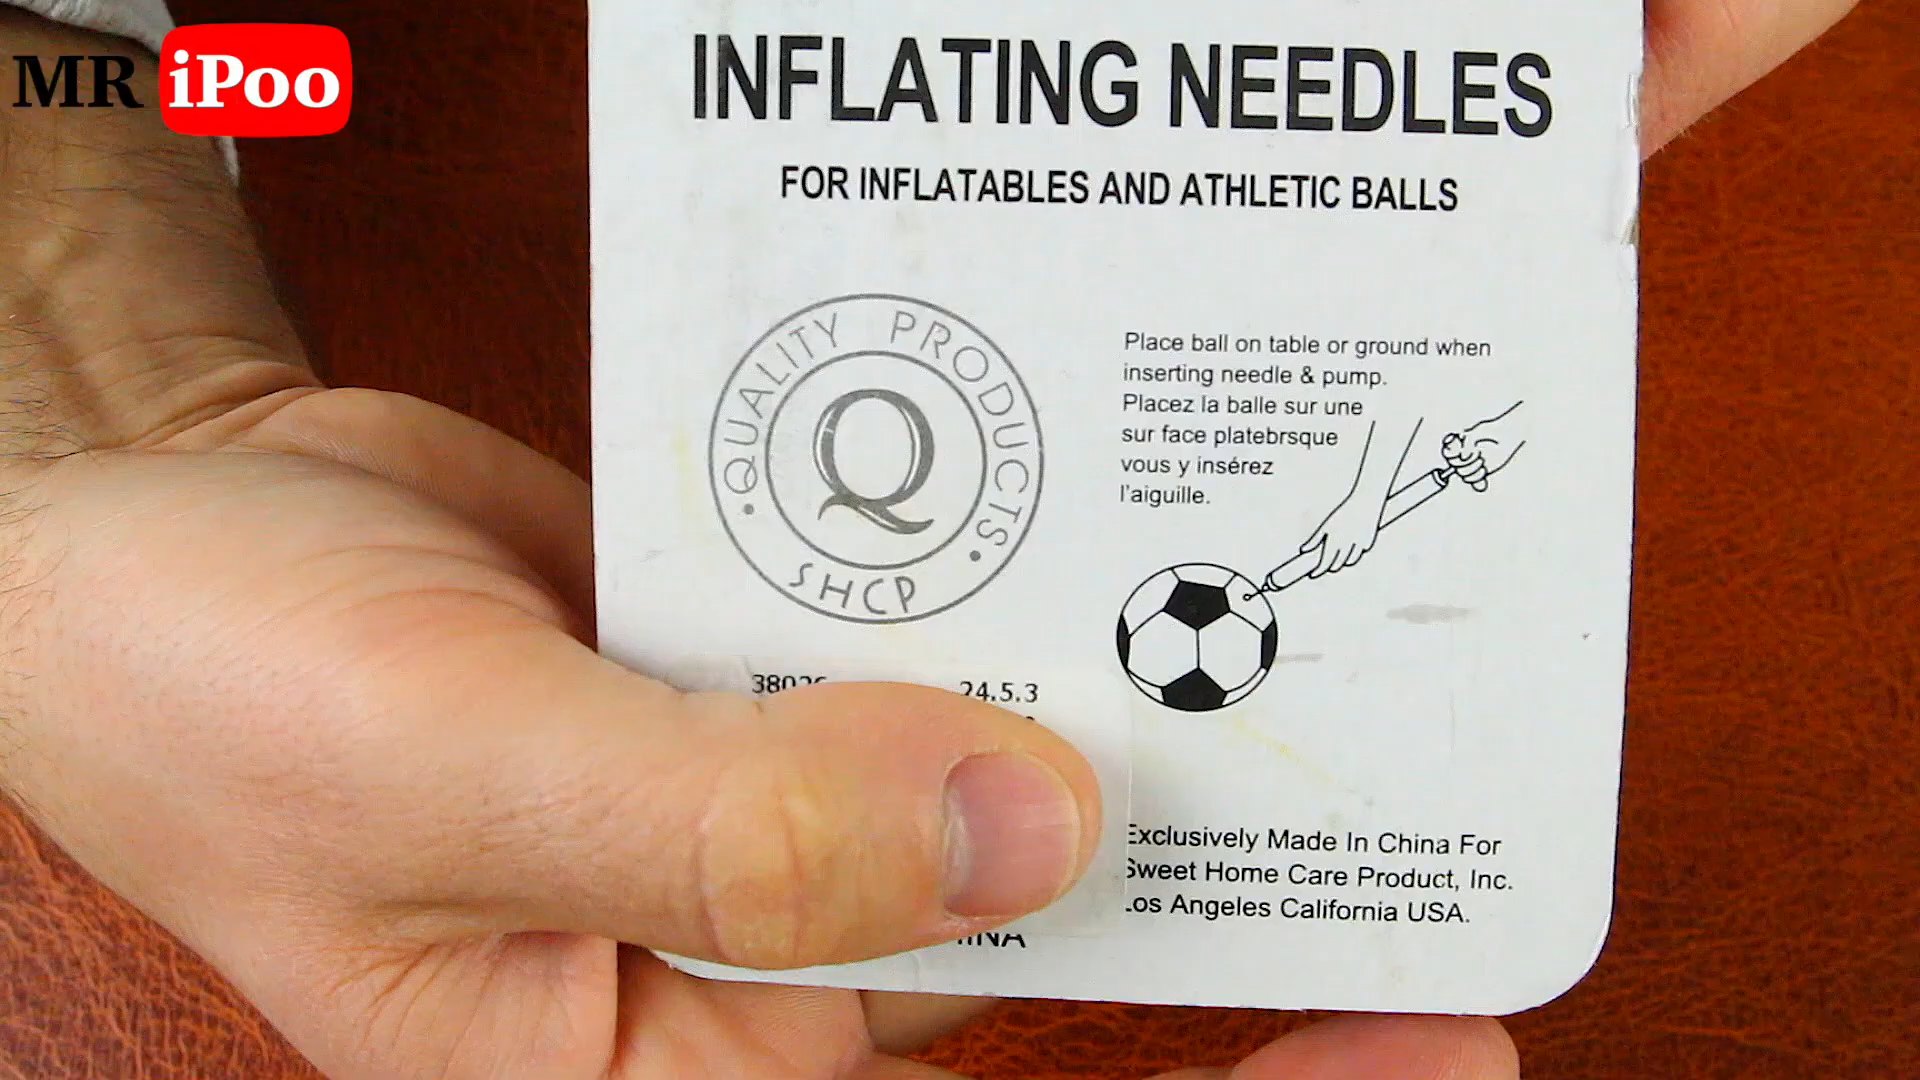 MR iPoo
INFLATING NEEDLES
FOR INFLATABLES AND ATHLETIC BALLS
QUALITY PRODUCTS
Q
SHCP
Place ball on table or ground when
inserting needle & pump.
Placez la balle sur une
sur face platebrsque
vous y insérez
l'aiguille.
24.5.3
Exclusively Made In China For
Sweet Home Care Product, Inc.
Los Angeles California USA.